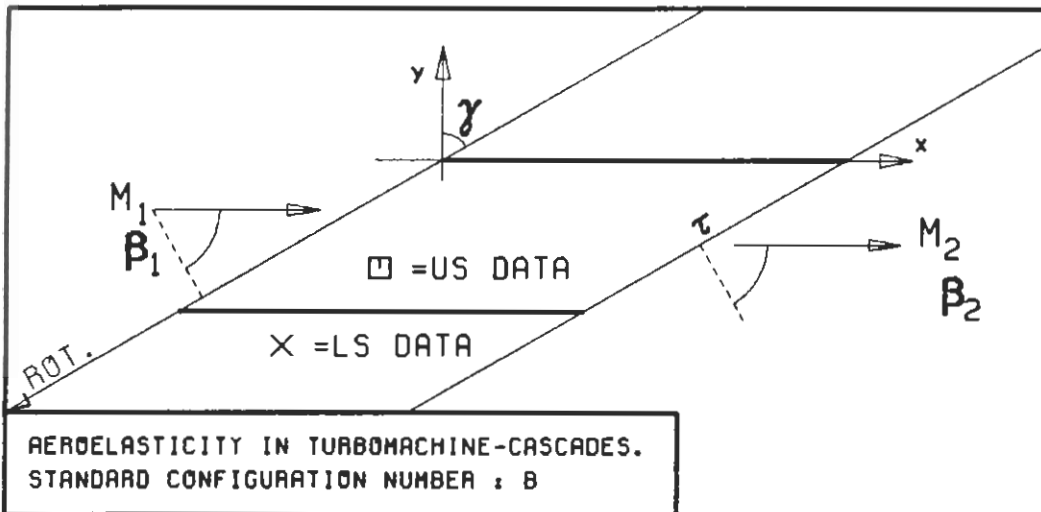 y
γ
x
M₁
β₁
τ
M₂
β₂
=US DATA
X =LS DATA
ROT.
AEROELASTICITY IN TURBOMACHINE-CASCADES.
STANDARD CONFIGURATION NUMBER : 8